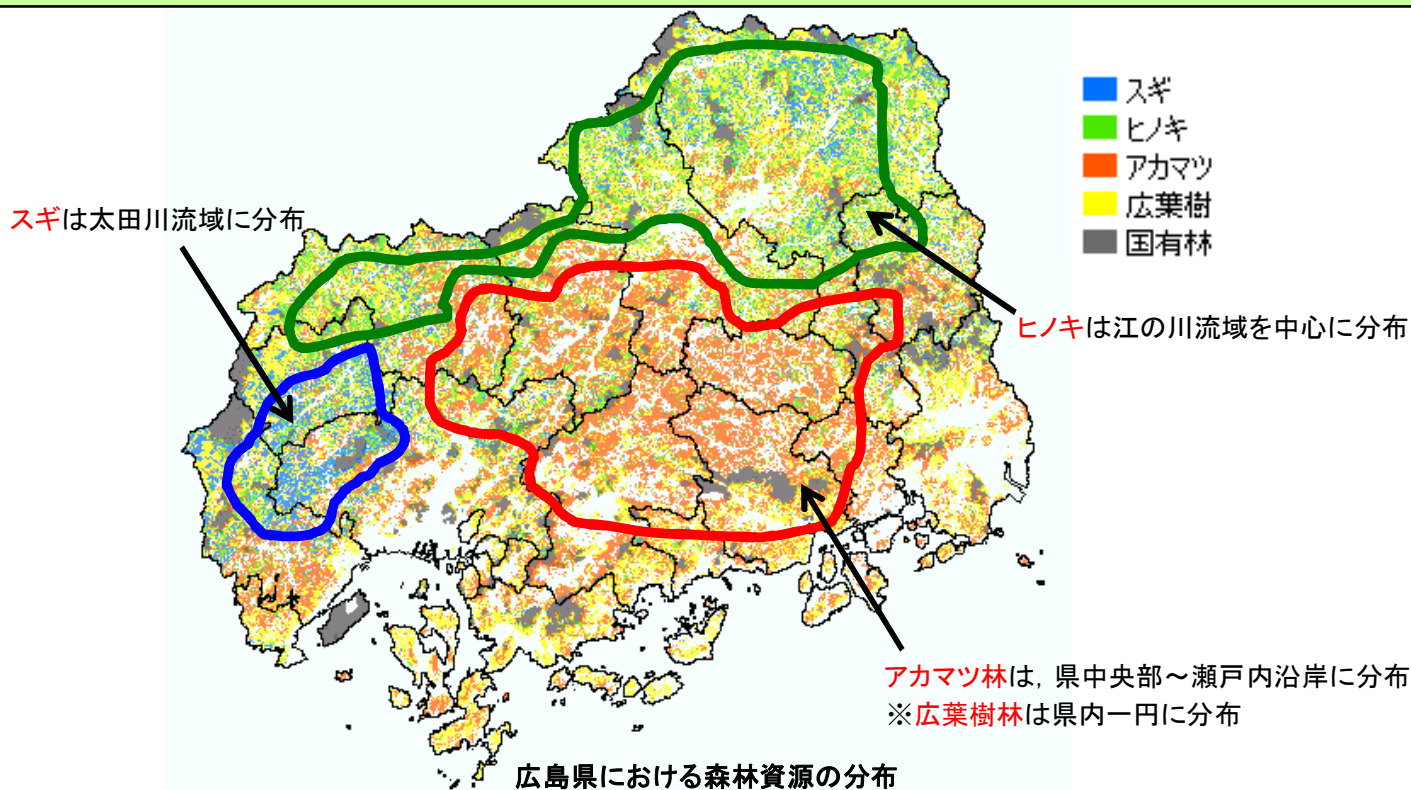 スギ
ヒノキ
アカマツ
広葉樹
国有林
スギは太田川流域に分布
ヒノキは江の川流域を中心に分布
アカマツ林は，県中央部～瀬戸内沿岸に分布
※広葉樹林は県内一円に分布
広島県における森林資源の分布